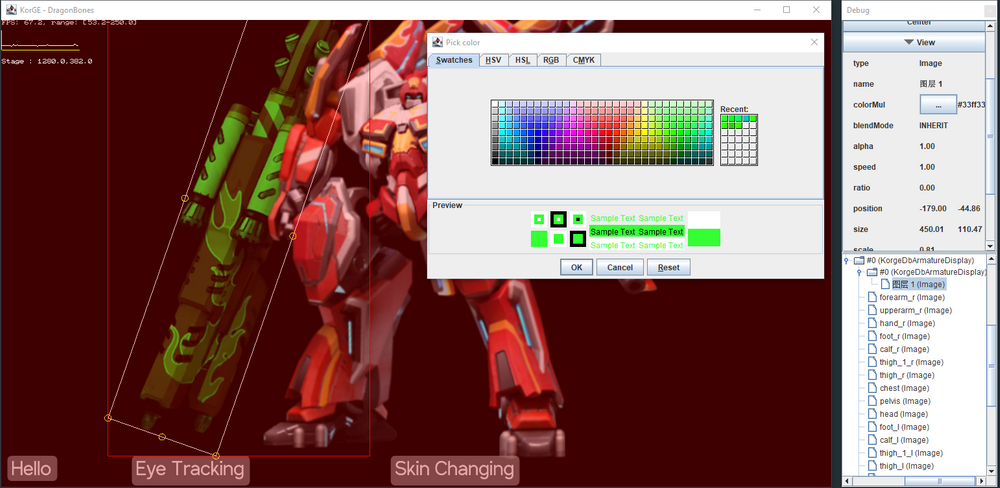 KorGE - DragonBones
FPS: 67.2, range: [53.2-250.0]
Stage : 1280.0,382.0
Hello
Eye Tracking
Skin Changing
Pick color
Swatches HSV HSL RGB CMYK
Recent:
Preview
Sample Text Sample Text
Sample Text Sample Text
Sample Text Sample Text
OK Cancel Reset
Debug
Center
View
type Image
name 图层 1
colorMul ... #33ff33
blendMode INHERIT
alpha 1.00
speed 1.00
ratio 0.00
position -179.00 -44.86
size 450.01 110.47
scale 0.81
#0 (KorgeDbArmatureDisplay)
#0 (KorgeDbArmatureDisplay)
图层 1 (Image)
forearm_r (Image)
upperarm_r (Image)
hand_r (Image)
foot_r (Image)
calf_r (Image)
thigh_1_r (Image)
thigh_r (Image)
chest (Image)
pelvis (Image)
head (Image)
foot_l (Image)
calf_l (Image)
thigh_1_l (Image)
thigh_l (Image)